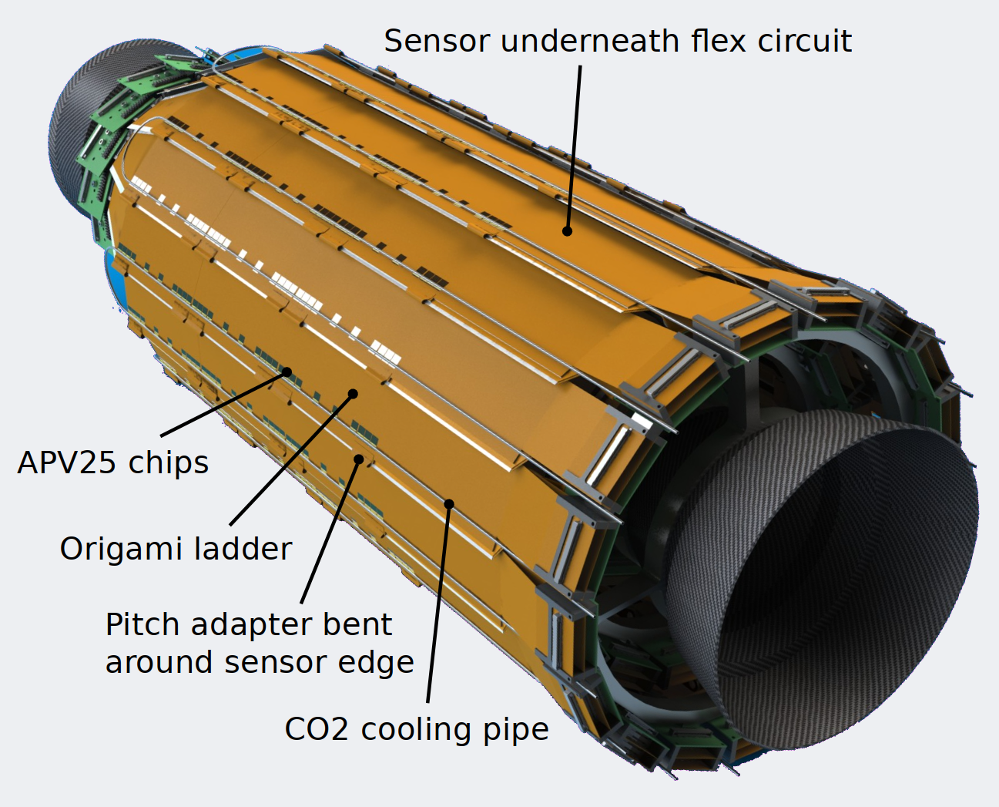 Sensor underneath flex circuit
APV25 chips
Origami ladder
Pitch adapter bent
around sensor edge
CO2 cooling pipe